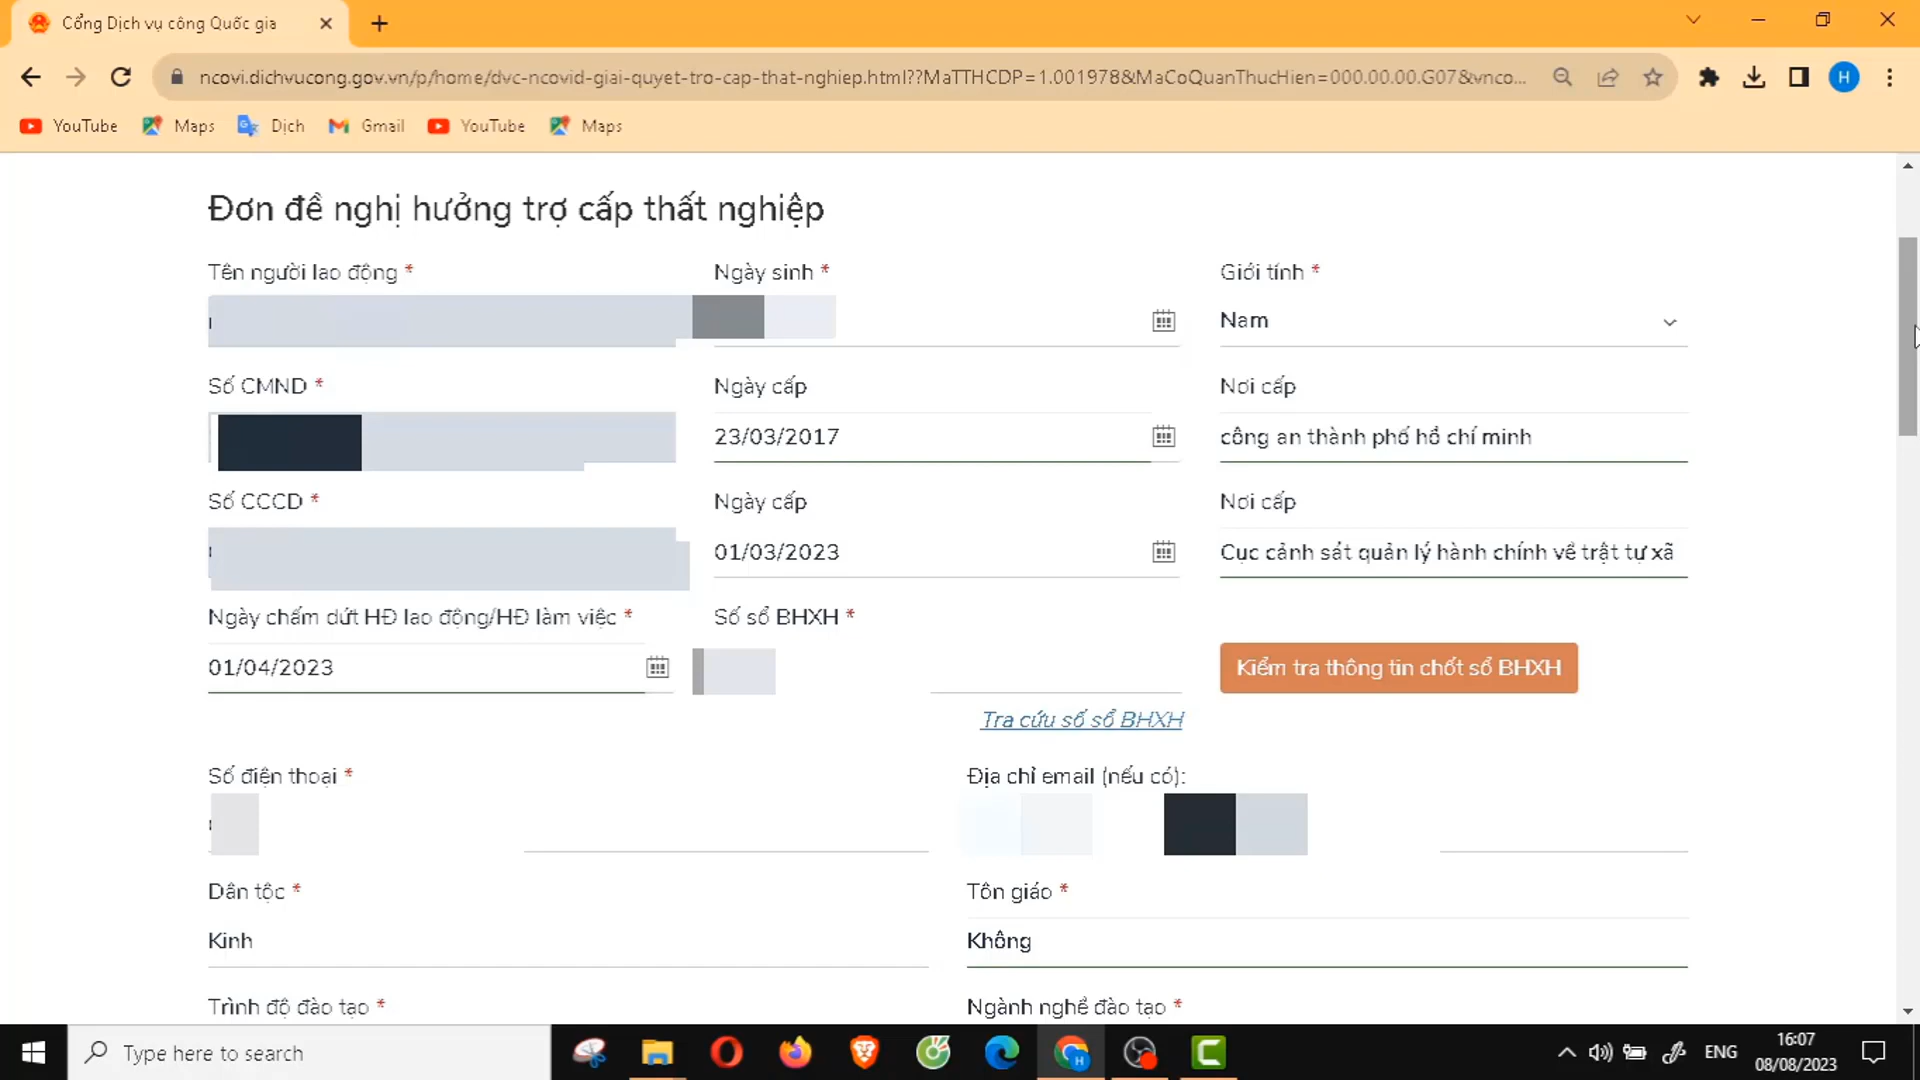 Cổng Dịch vụ công Quốc gia
ncovi.dichvucong.gov.vn/p/home/dvc-ncovid-giai-quyet-tro-cap-that-nghiep.html??MaTTHCDP=1.001978&MaCoQuanThucHien=000.00.00.G07&vnco...
H
YouTube Maps Dịch Gmail YouTube Maps
Đơn đề nghị hưởng trợ cấp thất nghiệp
Tên người lao động * Ngày sinh * Giới tính *
Nam
Số CMND * Ngày cấp Nơi cấp
23/03/2017 công an thành phố hồ chí minh
Số CCCD * Ngày cấp Nơi cấp
01/03/2023 Cục cảnh sát quản lý hành chính về trật tự xã
Ngày chấm dứt HĐ lao động/HĐ làm việc * Số sổ BHXH *
01/04/2023 Kiểm tra thông tin chốt sổ BHXH
Tra cứu số sổ BHXH
Số điện thoại * Địa chỉ email (nếu có):
Dân tộc * Tôn giáo *
Kinh Không
Trình độ đào tạo * Ngành nghề đào tạo *
Type here to search
ENG
16:07
08/08/2023